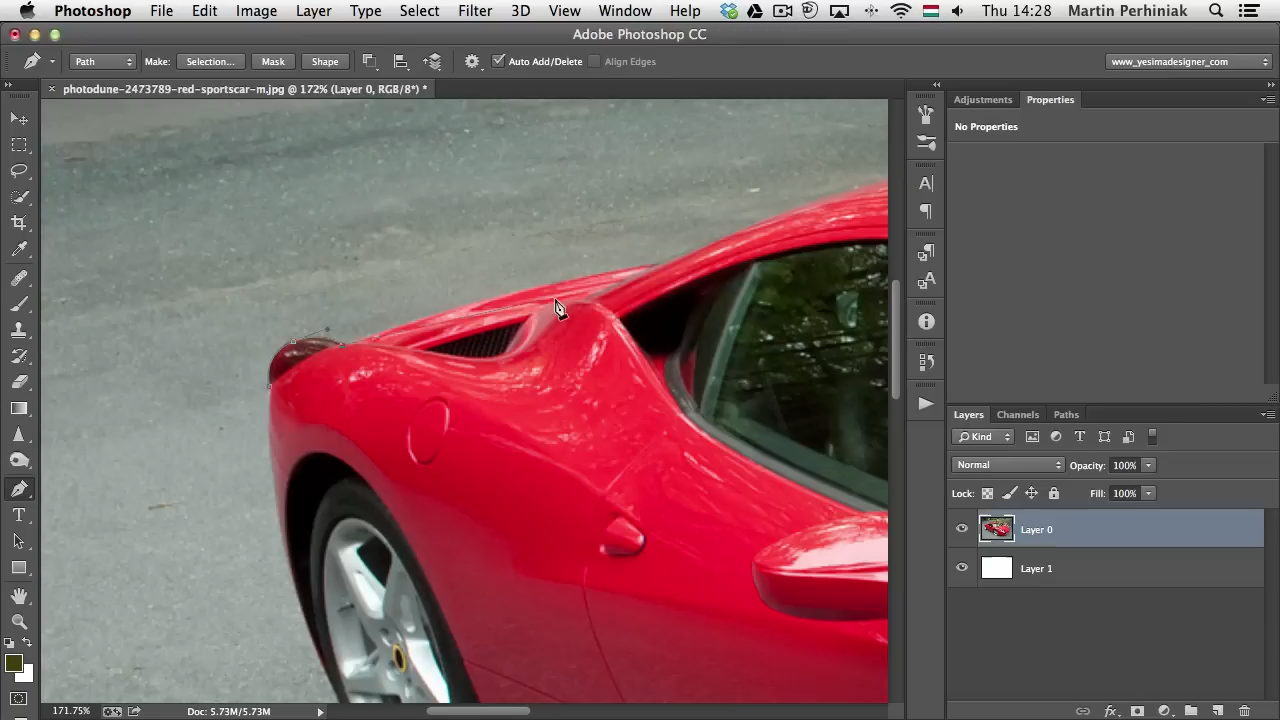 Photoshop File Edit Image Layer Type Select Filter 3D View Window Help Thu 14:28 Martin Perhiniak
Adobe Photoshop CC
Path Make: Selection... Mask Shape Auto Add/Delete Align Edges www_yesimadesigner_com
photodune-2473789-red-sportscar-m.jpg @ 172% (Layer 0, RGB/8*) *
Adjustments Properties
No Properties
Layers Channels Paths
Kind
Normal Opacity: 100%
Lock: Fill: 100%
Layer 0
Layer 1
171.75% Doc: 5.73M/5.73M